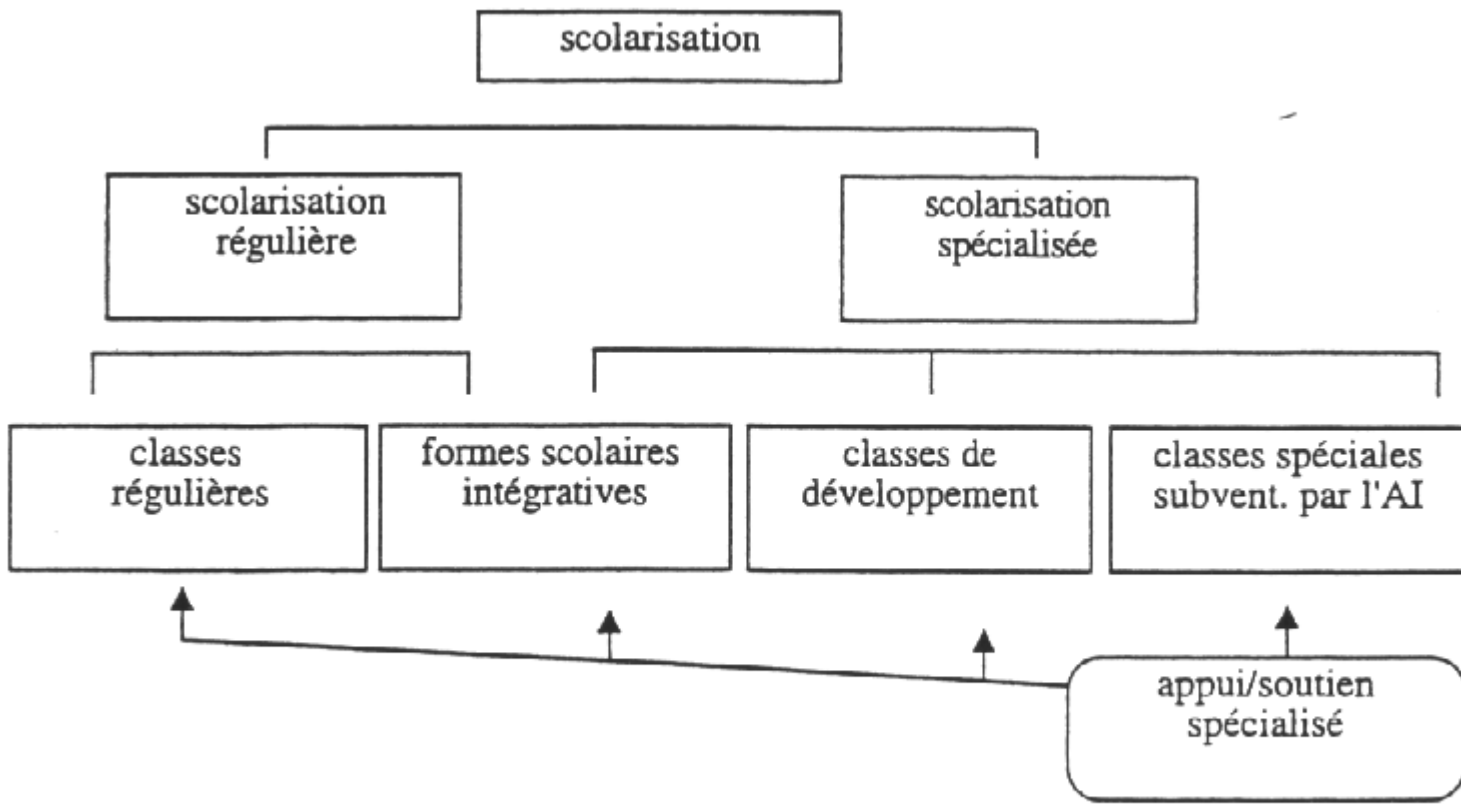 scolarisation
scolarisation
régulière
scolarisation
spécialisée
classes
régulières
formes scolaires
intégratives
classes de
développement
classes spéciales
subvent. par l'AI
appui/soutien
spécialisé